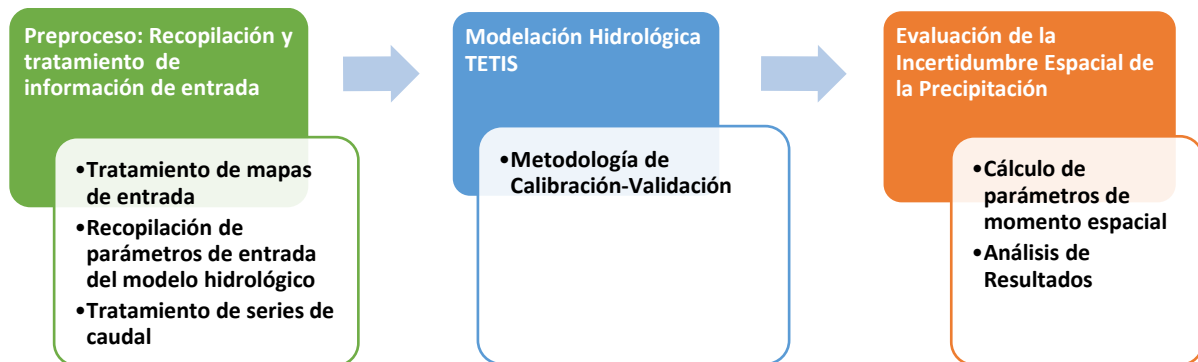 Preproceso: Recopilación y
tratamiento de
información de entrada
•Tratamiento de mapas
de entrada
•Recopilación de
parámetros de entrada
del modelo hidrológico
•Tratamiento de series de
caudal
Modelación Hidrológica
TETIS
•Metodología de
Calibración-Validación
Evaluación de la
Incertidumbre Espacial de
la Precipitación
•Cálculo de
parámetros de
momento espacial
•Análisis de
Resultados